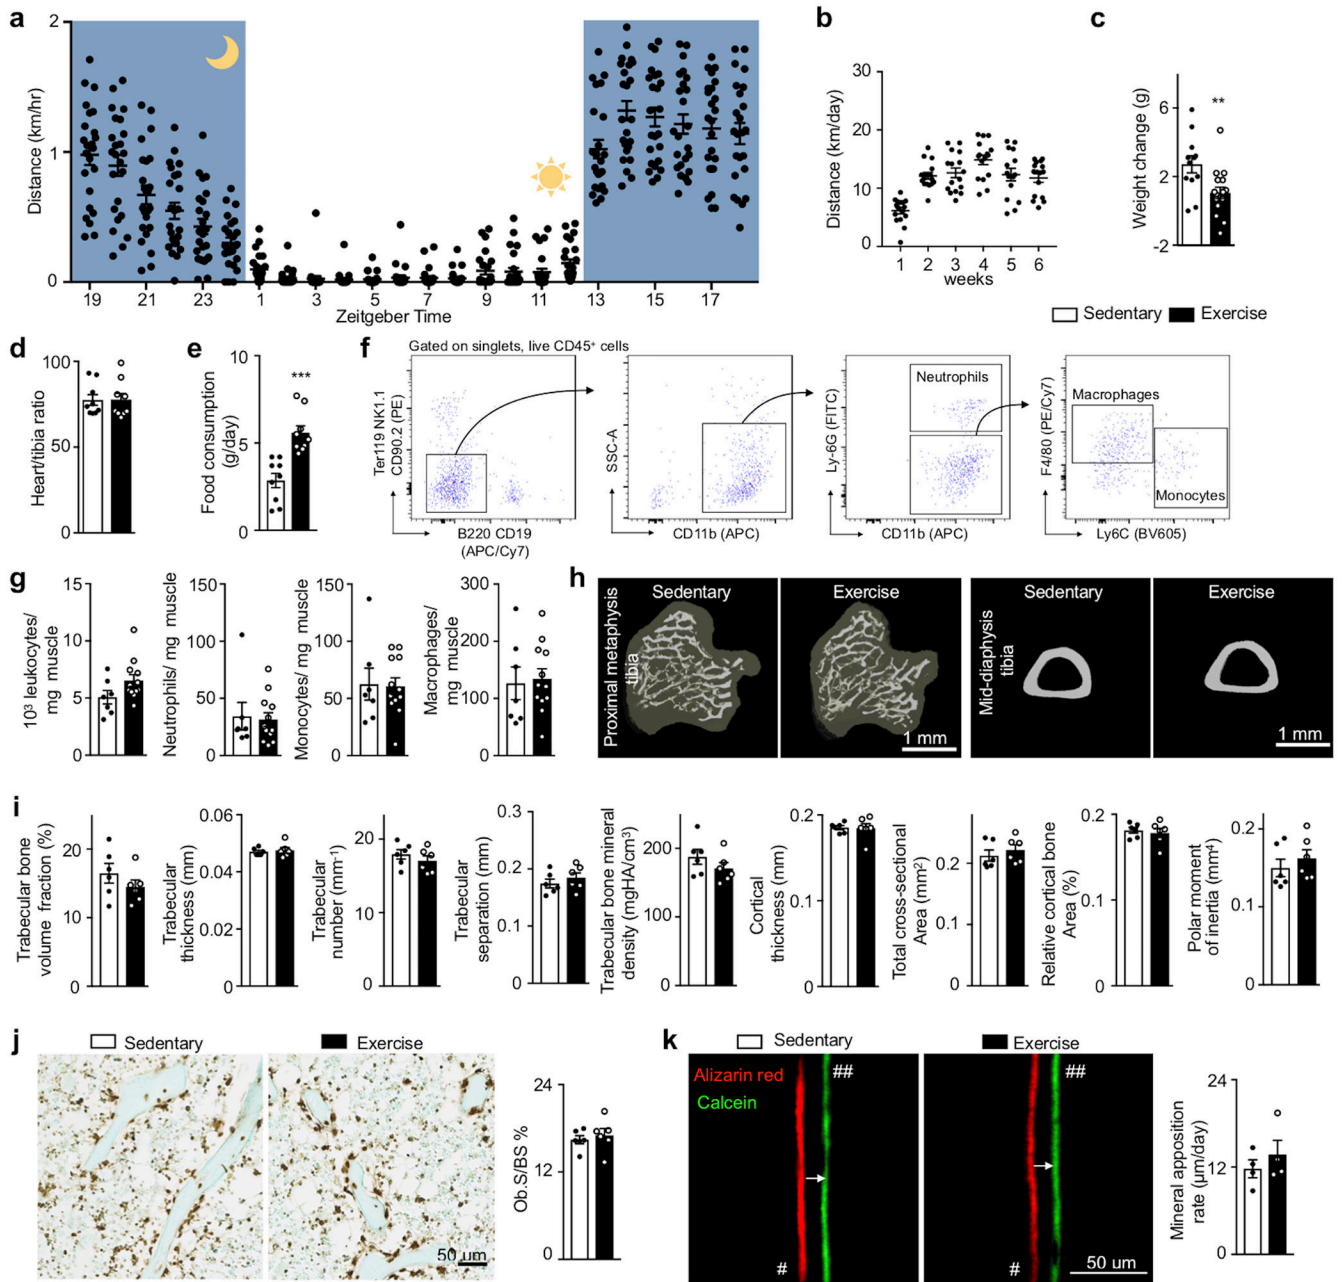 a
Distance (km/hr)
2
1
0
19
21
23
1
3
5
7
9
11
13
15
17
Zeitgeber Time
b
Distance (km/day)
30
20
10
0
1
2
3
4
5
6
weeks
c
Weight change (g)
6
2
-2
**
Sedentary
Exercise
d
Heart/tibia ratio
100
50
0
e
Food consumption
(g/day)
10
5
0
***
f
Gated on singlets, live CD45⁺ cells
Ter119 NK1.1
CD90.2 (PE)
B220 CD19
(APC/Cy7)
SSC-A
CD11b (APC)
Ly-6G (FITC)
Neutrophils
CD11b (APC)
F4/80 (PE/Cy7)
Macrophages
Monocytes
Ly6C (BV605)
g
10³ leukocytes/
mg muscle
15
10
5
0
Neutrophils/ mg muscle
150
100
50
0
Monocytes/ mg muscle
150
100
50
0
Macrophages/
mg muscle
300
200
100
0
h
Proximal metaphysis
tibia
Sedentary
Exercise
1 mm
Mid-diaphysis
tibia
Sedentary
Exercise
1 mm
i
Trabecular bone
volume fraction (%)
20
10
0
Trabecular
thickness (mm)
0.06
0.04
0.02
0
Trabecular
number (mm⁻¹)
20
10
0
Trabecular
separation (mm)
0.3
0.2
0.1
0
Trabecular bone mineral
density (mgHA/cm³)
200
100
0
Cortical
thickness (mm)
0.2
0.1
0
Total cross-sectional
Area (mm²)
0.2
0.1
0
Relative cortical bone
Area (%)
0.2
0.1
0
Polar moment
of inertia (mm⁴)
0.2
0.1
0
j
Sedentary
Exercise
50 um
Ob.S/BS %
24
12
0
k
Sedentary
Exercise
Alizarin red
Calcein
##
#
##
#
50 um
Mineral apposition
rate (µm/day)
24
12
0